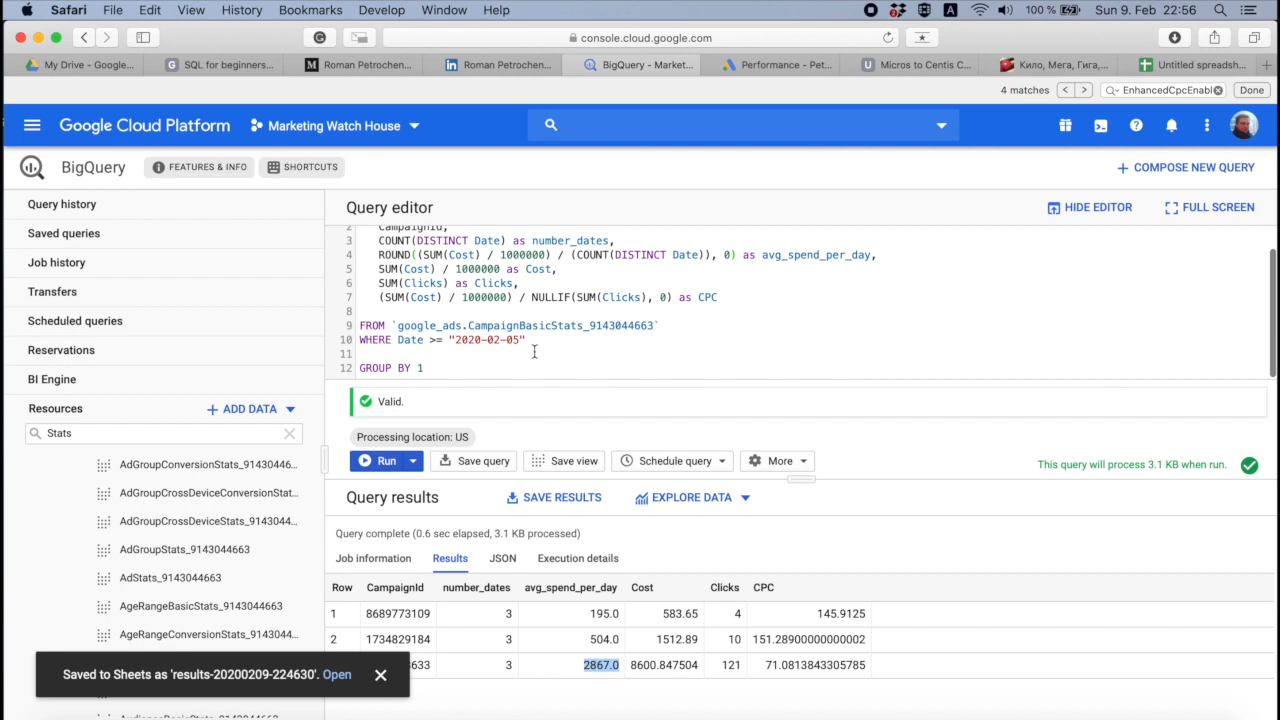 Safari File Edit View History Bookmarks Develop Window Help A 100 % Sun 9. Feb 22:56
console.cloud.google.com
My Drive - Google... SQL for beginners... Roman Petrochen... Roman Petrochen... BigQuery - Market... Performance - Pet... Micros to Centis C... Кило, Мега, Гига,... Untitled spreadsh...
4 matches EnhancedCpcEnabl Done
Google Cloud Platform Marketing Watch House
BigQuery FEATURES & INFO SHORTCUTS COMPOSE NEW QUERY
Query history
Saved queries
Job history
Transfers
Scheduled queries
Reservations
BI Engine
Resources ADD DATA
Stats
AdGroupConversionStats_91430446...
AdGroupCrossDeviceConversionStat...
AdGroupCrossDeviceStats_9143044...
AdGroupStats_9143044663
AdStats_9143044663
AgeRangeBasicStats_9143044663
AgeRangeConversionStats_9143044...
AudienceBasicStats_9143044663
Query editor HIDE EDITOR FULL SCREEN
2 CampaignId,
3 COUNT(DISTINCT Date) as number_dates,
4 ROUND((SUM(Cost) / 1000000) / (COUNT(DISTINCT Date)), 0) as avg_spend_per_day,
5 SUM(Cost) / 1000000 as Cost,
6 SUM(Clicks) as Clicks,
7 (SUM(Cost) / 1000000) / NULLIF(SUM(Clicks), 0) as CPC
8
9 FROM `google_ads.CampaignBasicStats_9143044663`
10 WHERE Date >= "2020-02-05"
11
12 GROUP BY 1
Valid.
Processing location: US
Run Save query Save view Schedule query More This query will process 3.1 KB when run.
Query results SAVE RESULTS EXPLORE DATA
Query complete (0.6 sec elapsed, 3.1 KB processed)
Job information Results JSON Execution details
Row CampaignId number_dates avg_spend_per_day Cost Clicks CPC
1 8689773109 3 195.0 583.65 4 145.9125
2 1734829184 3 504.0 1512.89 10 151.28900000000002
633 3 2867.0 8600.847504 121 71.0813843305785
Saved to Sheets as 'results-20200209-224630'. Open